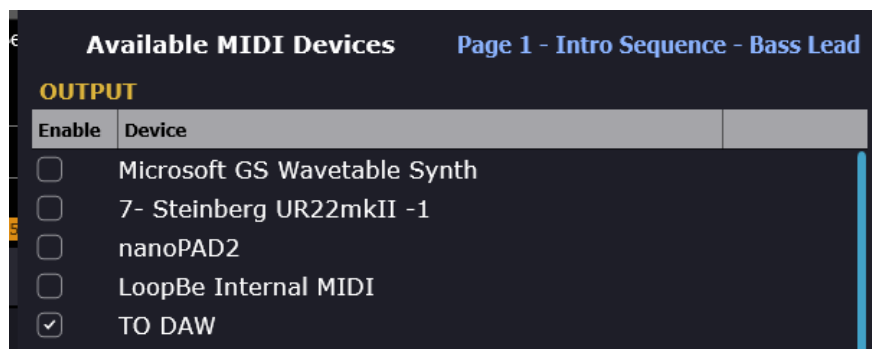 Available MIDI Devices Page 1 - Intro Sequence - Bass Lead
OUTPUT
Enable Device
Microsoft GS Wavetable Synth
7- Steinberg UR22mkII -1
nanoPAD2
LoopBe Internal MIDI
TO DAW